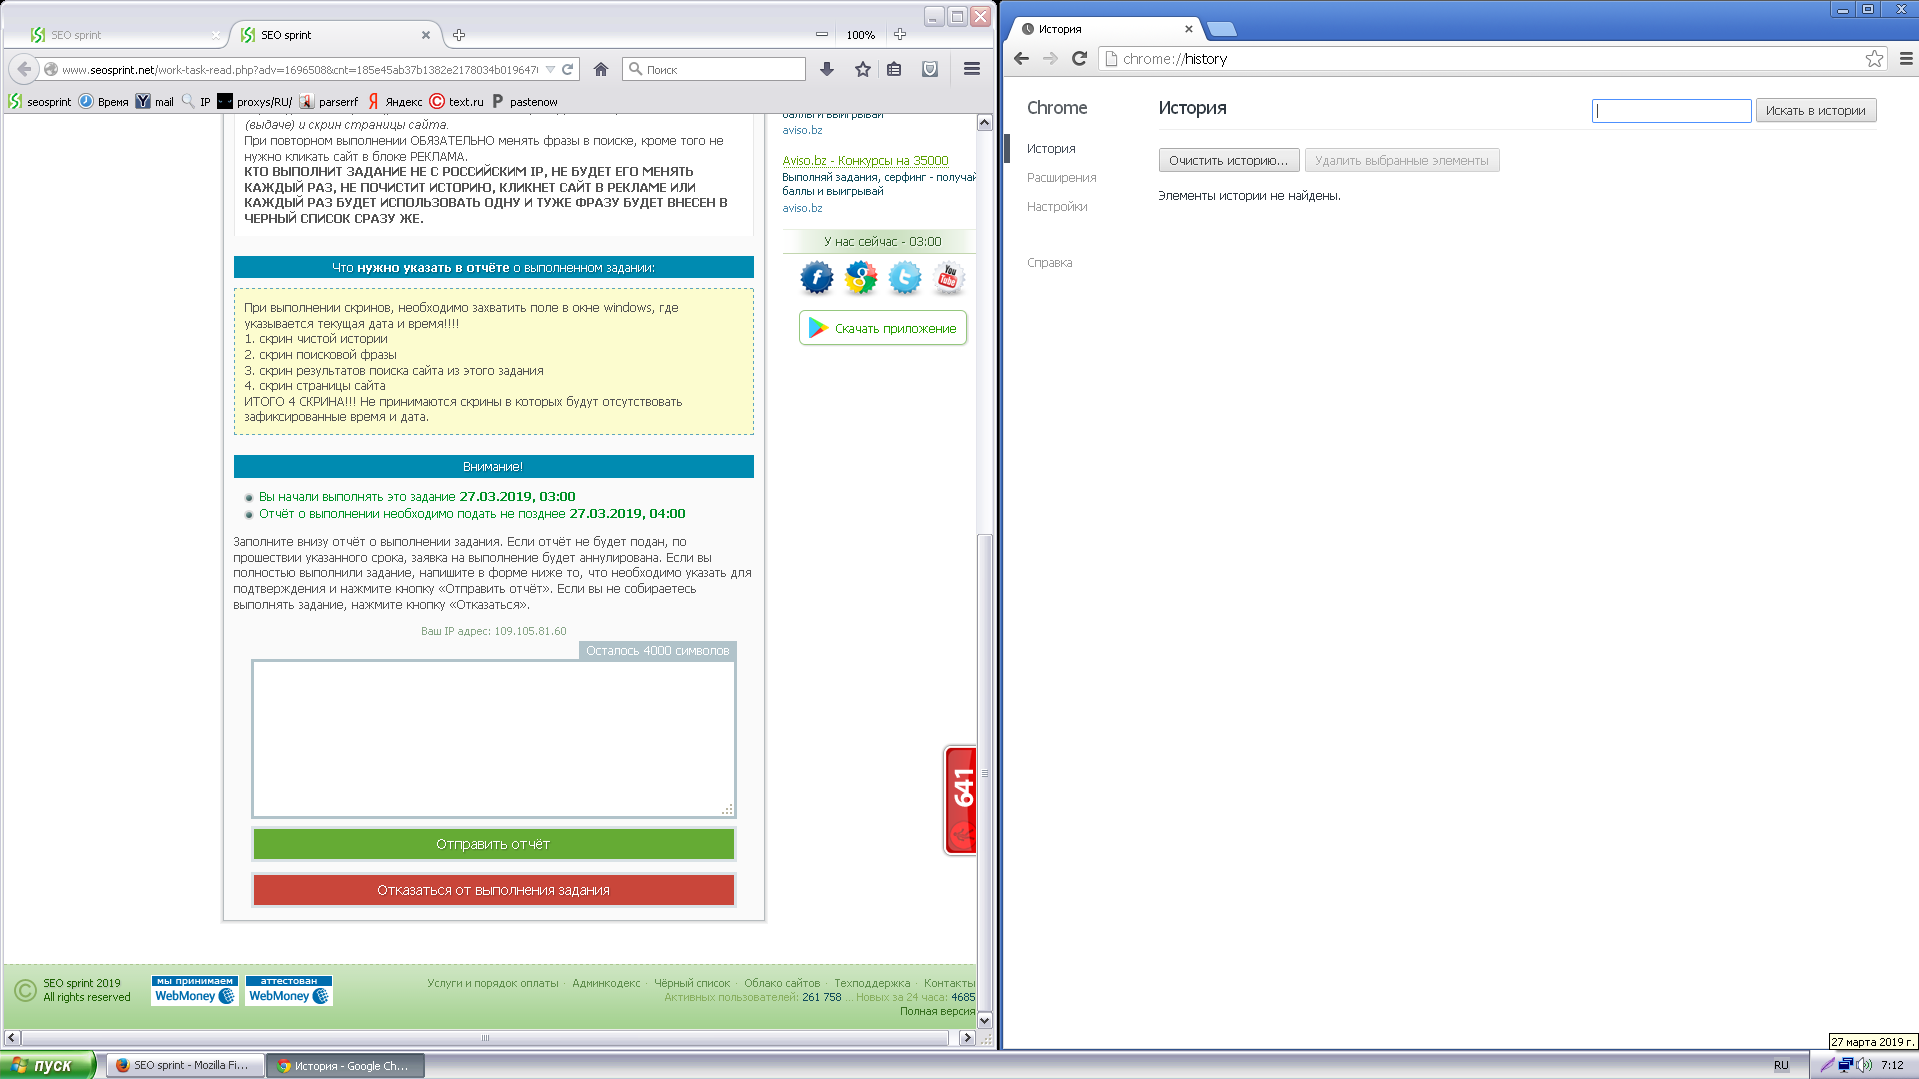 SEO sprint
SEO sprint
100%
www.seosprint.net/work-task-read.php?adv=1696508&cnt=185e45ab37b1382e2178034b019647
Поиск
seosprint
Время
mail
IP
proxys/RU/
parserrf
Яндекс
text.ru
pastenow
(выдаче) и скрин страницы сайта.
При повторном выполнении ОБЯЗАТЕЛЬНО менять фразы в поиске, кроме того не
нужно кликать сайт в блоке РЕКЛАМА.
КТО ВЫПОЛНИТ ЗАДАНИЕ НЕ С РОССИЙСКИМ IP, НЕ БУДЕТ ЕГО МЕНЯТЬ
КАЖДЫЙ РАЗ, НЕ ПОЧИСТИТ ИСТОРИЮ, КЛИКНЕТ САЙТ В РЕКЛАМЕ ИЛИ
КАЖДЫЙ РАЗ БУДЕТ ИСПОЛЬЗОВАТЬ ОДНУ И ТУЖЕ ФРАЗУ БУДЕТ ВНЕСЕН В
ЧЕРНЫЙ СПИСОК СРАЗУ ЖЕ.
Что нужно указать в отчёте о выполненном задании:
При выполнении скринов, необходимо захватить поле в окне windows, где
указывается текущая дата и время!!!!
1. скрин чистой истории
2. скрин поисковой фразы
3. скрин результатов поиска сайта из этого задания
4. скрин страницы сайта
ИТОГО 4 СКРИНА!!! Не принимаются скрины в которых будут отсутствовать
зафиксированные время и дата.
Внимание!
Вы начали выполнять это задание 27.03.2019, 03:00
Отчёт о выполнении необходимо подать не позднее 27.03.2019, 04:00
Заполните внизу отчёт о выполнении задания. Если отчёт не будет подан, по
прошествии указанного срока, заявка на выполнение будет аннулирована. Если вы
полностью выполнили задание, напишите в форме ниже то, что необходимо указать для
подтверждения и нажмите кнопку «Отправить отчёт». Если вы не собираетесь
выполнять задание, нажмите кнопку «Отказаться».
Ваш IP адрес: 109.105.81.60
Осталось 4000 символов
Отправить отчёт
Отказаться от выполнения задания
баллы и выигрывай
aviso.bz
Aviso.bz - Конкурсы на 35000
Выполняй задания, серфинг - получай
баллы и выигрывай
aviso.bz
У нас сейчас - 03:00
You
Tube
Скачать приложение
641
SEO sprint 2019
All rights reserved
мы принимаем
WebMoney
аттестован
WebMoney
Услуги и порядок оплаты · Админкодекс · Чёрный список · Облако сайтов · Техподдержка · Контакты
Активных пользователей: 261 758 ... Новых за 24 часа: 4685
Полная версия
История
chrome://history
Chrome
История
Расширения
Настройки
Справка
История
Искать в истории
Очистить историю...
Удалить выбранные элементы
Элементы истории не найдены.
27 марта 2019 г.
пуск
SEO sprint - Mozilla Fi...
История - Google Ch...
RU
7:12